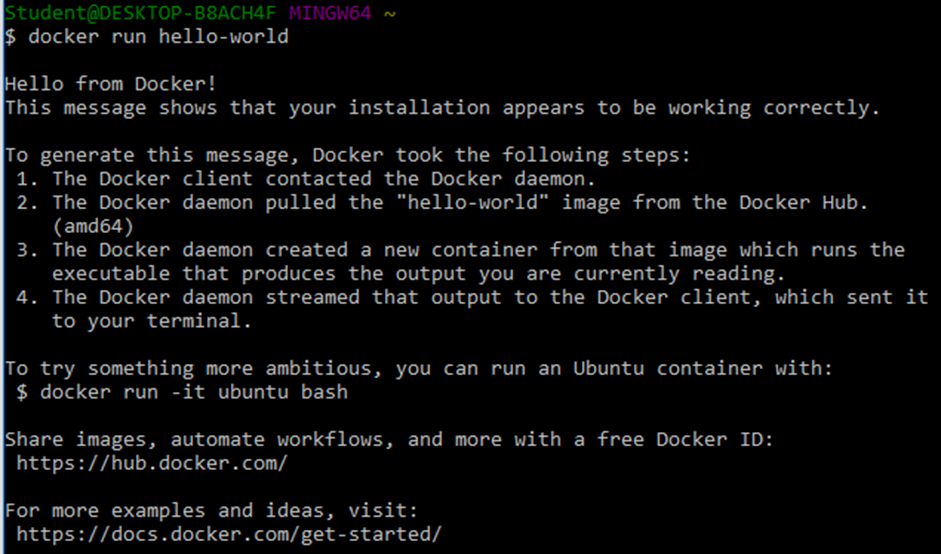 Student@DESKTOP-B8ACH4F MINGW64 ~
$ docker run hello-world
Hello from Docker!
This message shows that your installation appears to be working correctly.
To generate this message, Docker took the following steps:
1. The Docker client contacted the Docker daemon.
2. The Docker daemon pulled the "hello-world" image from the Docker Hub.
(amd64)
3. The Docker daemon created a new container from that image which runs the
executable that produces the output you are currently reading.
4. The Docker daemon streamed that output to the Docker client, which sent it
to your terminal.
To try something more ambitious, you can run an Ubuntu container with:
$ docker run -it ubuntu bash
Share images, automate workflows, and more with a free Docker ID:
https://hub.docker.com/
For more examples and ideas, visit:
https://docs.docker.com/get-started/